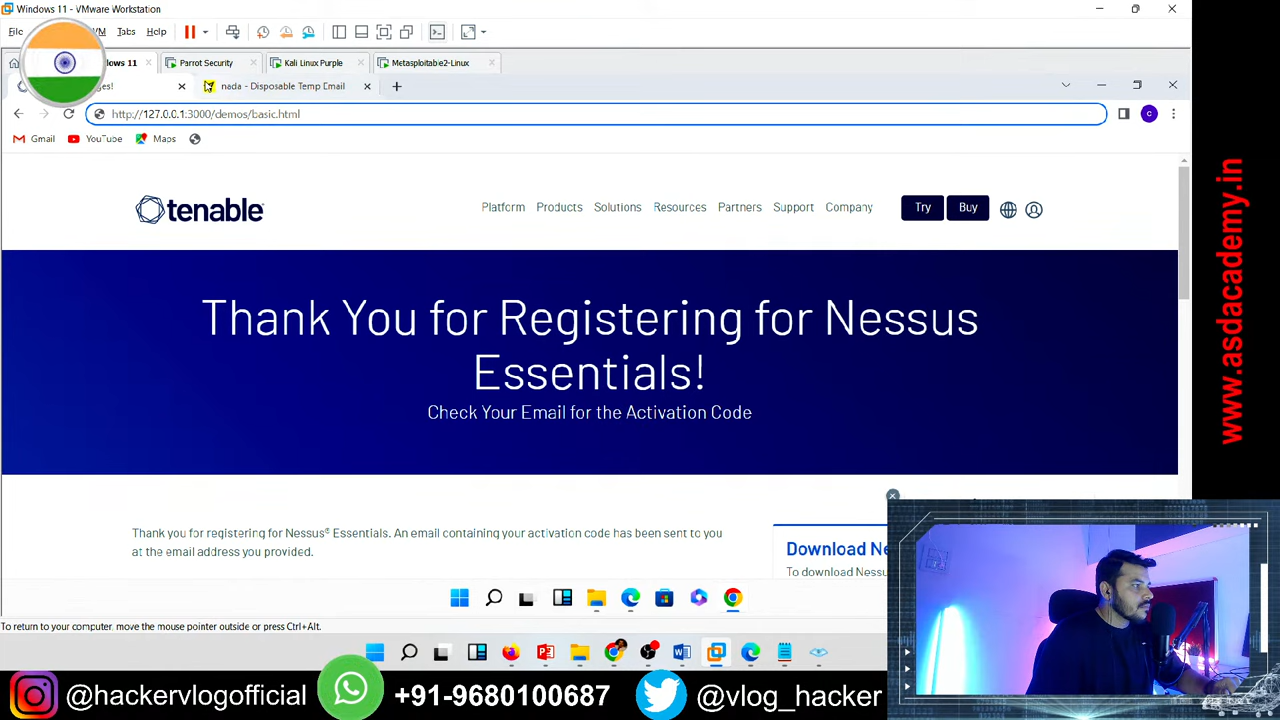 Windows 11 - VMware Workstation
File
VM
Tabs
Help
11
Parrot Security
Kali Linux Purple
Metasploitable2-Linux
nada - Disposable Temp Email
http://127.0.0.1:3000/demos/basic.html
C
Gmail
YouTube
Maps
tenable
Platform
Products
Solutions
Resources
Partners
Support
Company
Try
Buy
Thank You for Registering for Nessus
Essentials!
Check Your Email for the Activation Code
Thank you for registering for Nessus® Essentials. An email containing your activation code has been sent to you
at the email address you provided.
Download
To download
To return to your computer, move the mouse pointer outside or press Ctrl+Alt.
@hackervlogofficial
+91-9680100687
@vlog_hacker
www.asdacademy.in